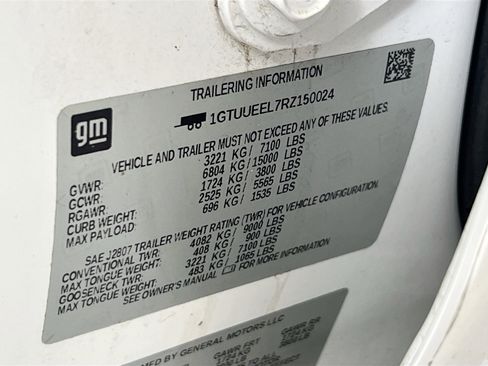 TRAILERING INFORMATION
gm
1GTUUEEL7RZ150024
VEHICLE AND TRAILER MUST NOT EXCEED ANY OF THESE VALUES.
GVWR: 3221 KG/ 7100 LBS
GCWR: 6804 KG/ 15000 LBS
RGAWR: 1724 KG/ 3800 LBS
CURB WEIGHT: 2525 KG/ 5565 LBS
MAX PAYLOAD: 696 KG/ 1535 LBS
SAE J2807 TRAILER WEIGHT RATING (TWR) FOR VEHICLE CONFIGURATION.
CONVENTIONAL TWR: 4082 KG/ 9000 LBS
MAX TONGUE WEIGHT: 408 KG/ 900 LBS
GOOSENECK TWR: 3221 KG/ 7100 LBS
MAX TONGUE WEIGHT: 483 KG/ 1065 LBS
SEE OWNER'S MANUAL FOR MORE INFORMATION
BY GENERAL MOTORS LLC
GAWR FRT
GAWR RR